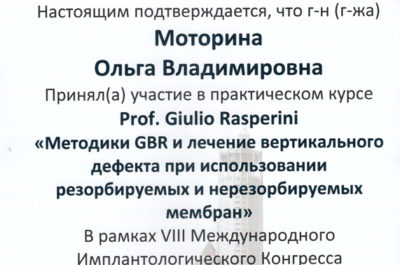 Настоящим подтверждается, что г-н (г-жа)
Моторина
Ольга Владимировна
Принял(а) участие в практическом курсе
Prof. Giulio Rasperini
«Методики GBR и лечение вертикального
дефекта при использовании
резорбируемых и нерезорбируемых
мембран»
В рамках VIII Международного
Имплантологического Конгресса